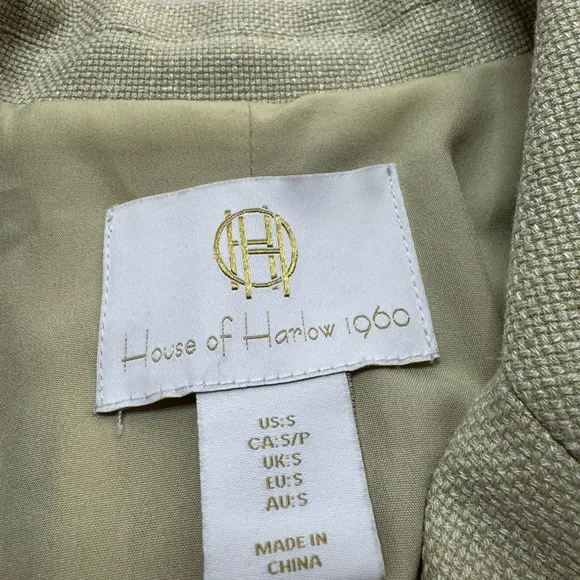 H
House of Harlow 1960
US:S
CA:S/P
UK:S
EU:S
AU:S
MADE IN
CHINA